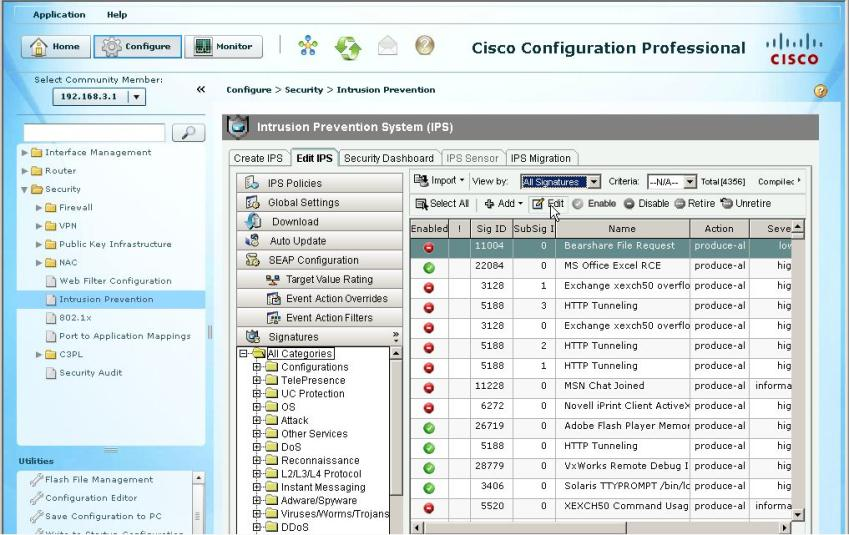 Application Help
Home Configure Monitor Cisco Configuration Professional CISCO
Select Community Member:
192.168.3.1
Configure > Security > Intrusion Prevention
Intrusion Prevention System (IPS)
Interface Management
Router
Security
Firewall
VPN
Public Key Infrastructure
NAC
Web Filter Configuration
Intrusion Prevention
802.1x
Port to Application Mappings
C3PL
Security Audit
Utilities
Flash File Management
Configuration Editor
Save Configuration to PC
Write to Startup Configuration
Create IPS Edit IPS Security Dashboard IPS Sensor IPS Migration
IPS Policies
Global Settings
Download
Auto Update
SEAP Configuration
Target Value Rating
Event Action Overrides
Event Action Filters
Signatures
All Categories
Configurations
TelePresence
UC Protection
OS
Attack
Other Services
DoS
Reconnaissance
L2/L3/L4 Protocol
Instant Messaging
Adware/Spyware
Viruses/Worms/Trojans
DDoS
Import View by: All Signatures Criteria: --N/A-- Total[4356] Compilec
Select All Add Edit Enable Disable Retire Unretire
Enabled ! Sig ID SubSig I Name Action Seve
11004 0 Bearshare File Request produce-al lov
22084 0 MS Office Excel RCE produce-al hig
3128 1 Exchange xexch50 overflo produce-al hig
5188 3 HTTP Tunneling produce-al hig
3128 0 Exchange xexch50 overflo produce-al hig
5188 2 HTTP Tunneling produce-al hig
5188 1 HTTP Tunneling produce-al hig
11228 0 MSN Chat Joined produce-al informa
6272 0 Novell iPrint Client ActiveX produce-al hig
26719 0 Adobe Flash Player Memor produce-al hig
5188 0 HTTP Tunneling produce-al hig
28779 0 VxWorks Remote Debug I produce-al hig
3406 0 Solaris TTYPROMPT /bin/lc produce-al hig
5520 0 XEXCH50 Command Usag produce-al informa